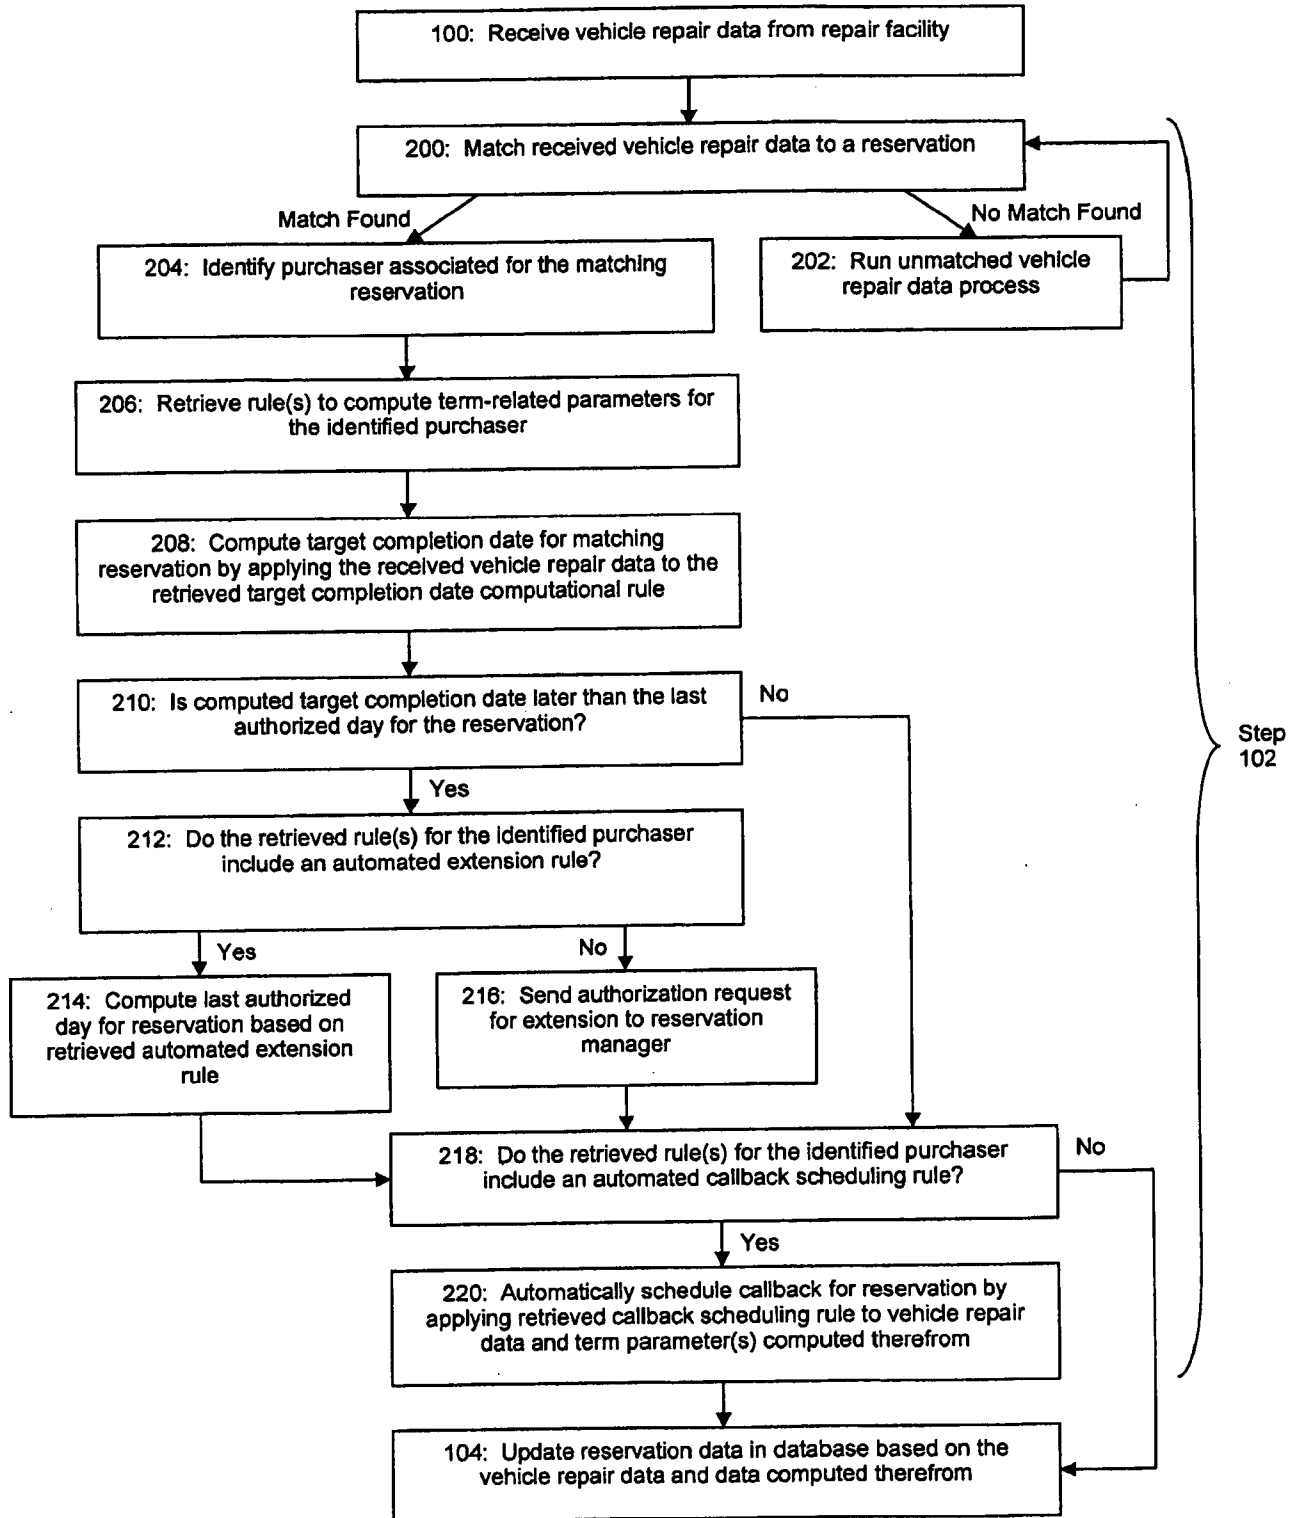 100: Receive vehicle repair data from repair facility
200: Match received vehicle repair data to a reservation
Match Found
No Match Found
204: Identify purchaser associated for the matching
reservation
202: Run unmatched vehicle
repair data process
206: Retrieve rule(s) to compute term-related parameters for
the identified purchaser
208: Compute target completion date for matching
reservation by applying the received vehicle repair data to the
retrieved target completion date computational rule
210: Is computed target completion date later than the last
authorized day for the reservation?
No
Step
102
Yes
212: Do the retrieved rule(s) for the identified purchaser
include an automated extension rule?
Yes
No
214: Compute last authorized
day for reservation based on
retrieved automated extension
rule
216: Send authorization request
for extension to reservation
manager
218: Do the retrieved rule(s) for the identified purchaser
include an automated callback scheduling rule?
No
Yes
220: Automatically schedule callback for reservation by
applying retrieved callback scheduling rule to vehicle repair
data and term parameter(s) computed therefrom
104: Update reservation data in database based on the
vehicle repair data and data computed therefrom